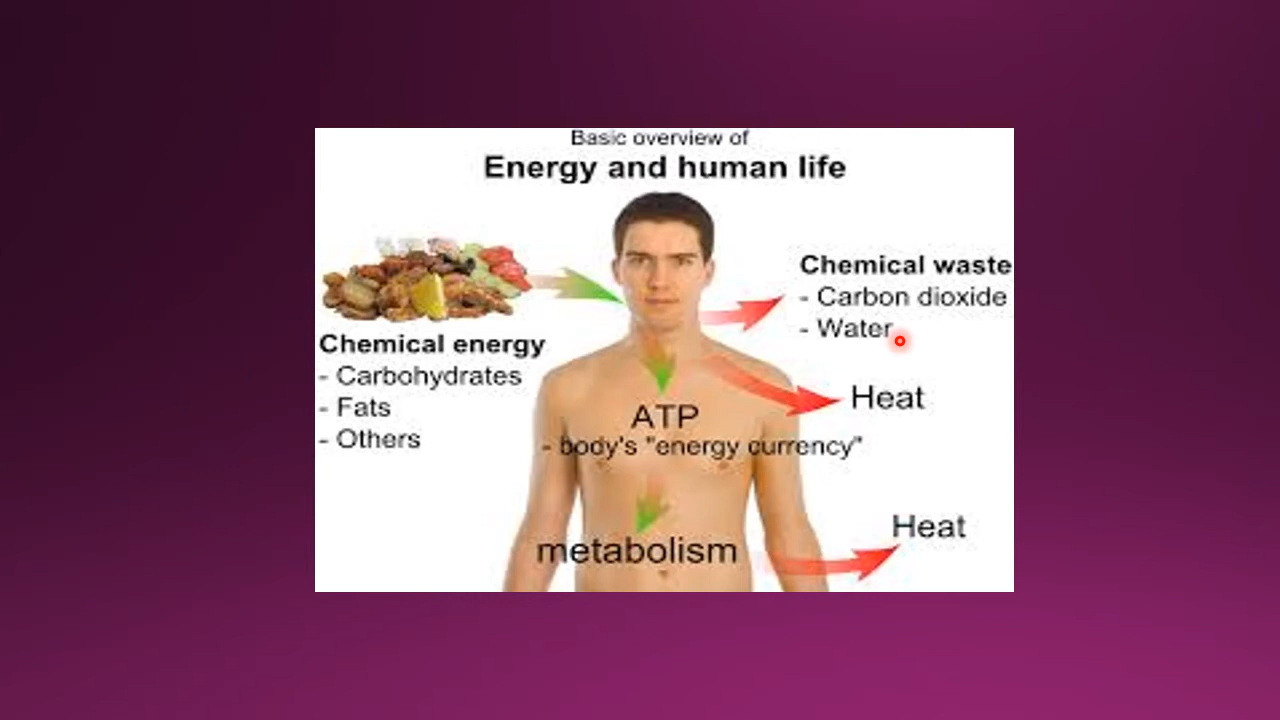 Basic overview of
Energy and human life
Chemical energy
- Carbohydrates
- Fats
- Others
Chemical waste
- Carbon dioxide
- Water
Heat
ATP
- body's "energy currency"
metabolism
Heat